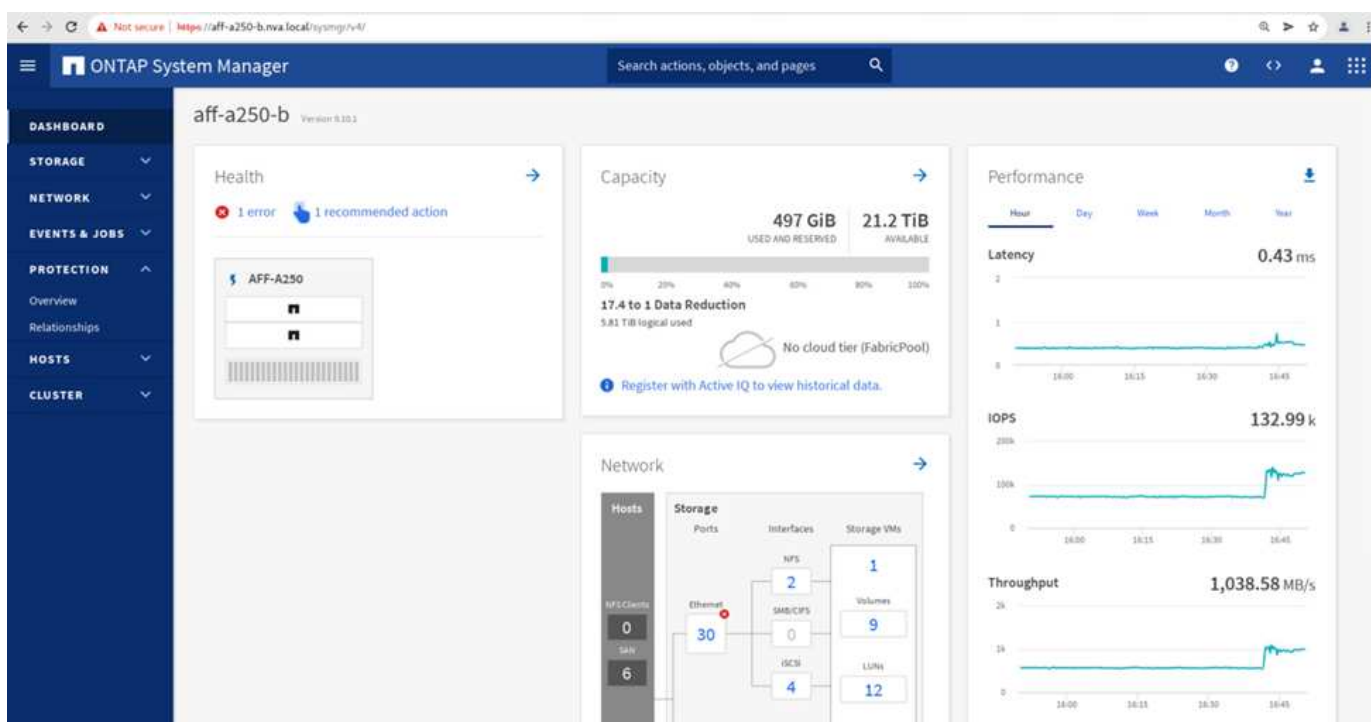 Not secure | https://aff-a250-b.nva.local/sysmgr/v4/
ONTAP System Manager
Search actions, objects, and pages
DASHBOARD
STORAGE
NETWORK
EVENTS & JOBS
PROTECTION
Overview
Relationships
HOSTS
CLUSTER
aff-a250-b Version 9.10.1
Health
1 error 1 recommended action
AFF-A250
Capacity
497 GiB 21.2 TiB
USED AND RESERVED AVAILABLE
0% 20% 40% 60% 80% 100%
17.4 to 1 Data Reduction
5.81 TiB logical used
No cloud tier (FabricPool)
Register with Active IQ to view historical data.
Network
Hosts Storage
Ports Interfaces Storage VMs
NFS
2
1
NFS Clients
0
SAN
6
Ethernet
30
SMB/CIFS
0
iSCSI
4
Volumes
9
LUNs
12
Performance
Hour Day Week Month Year
Latency 0.43 ms
2
1
0
16:00 16:15 16:30 16:45
IOPS 132.99 k
200k
100k
0
16:00 16:15 16:30 16:45
Throughput 1,038.58 MB/s
2k
1k
0
16:00 16:15 16:30 16:45